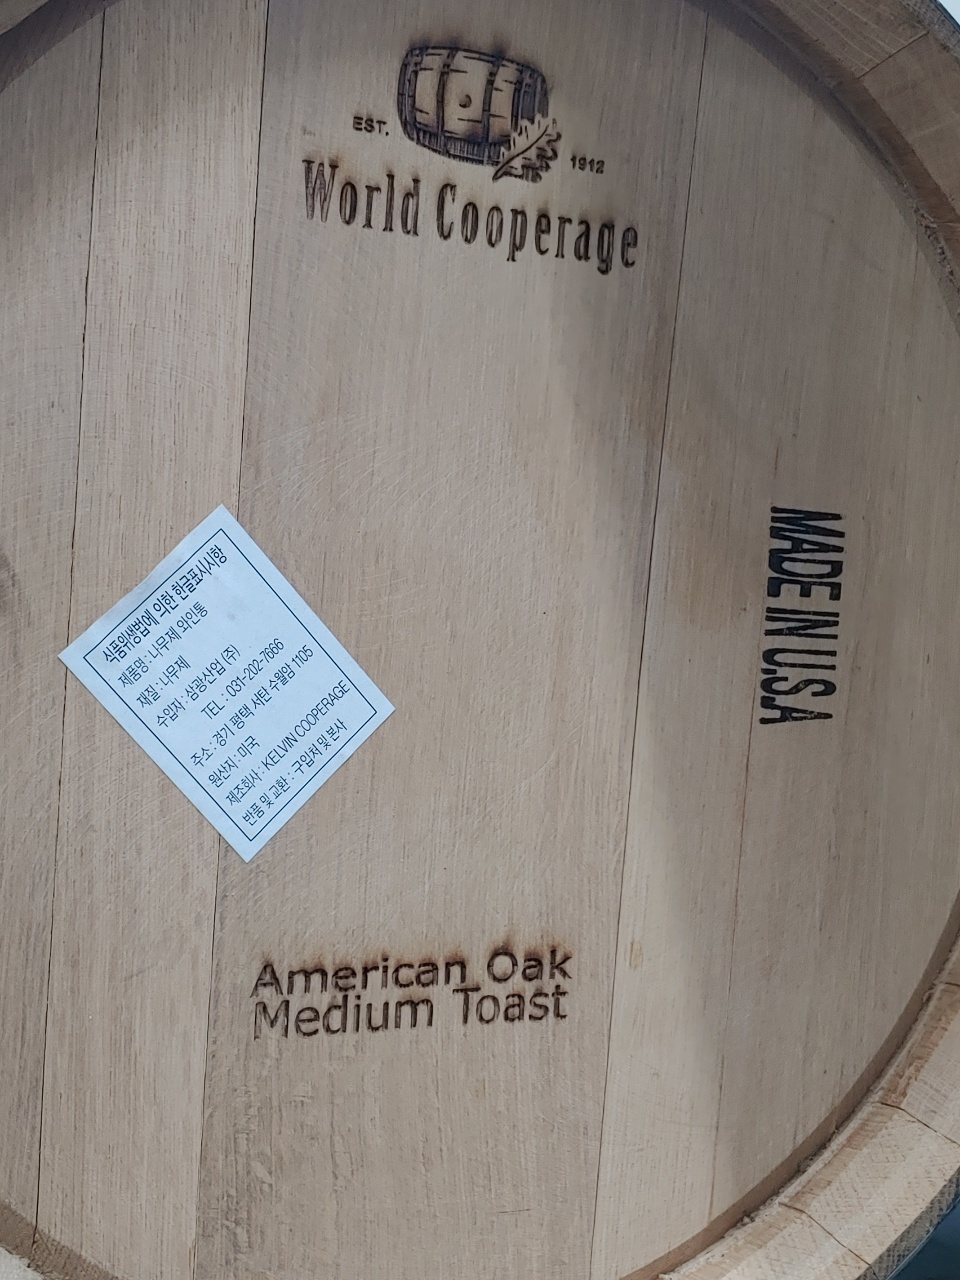 EST.
1912
World Cooperage
MADE IN U.S.A
식품위생법에 의한 한글표시사항
제품명 : 나무제 와인통
재질 : 나무제
수입자 : 삼광산업 (주)
TEL : 031-202-7666
주소 : 경기 평택 서탄 수월암 1105
원산지 : 미국
제조회사 : KELVIN COOPERAGE
반품 및 교환 : 구입처 및 본사
American Oak
Medium Toast